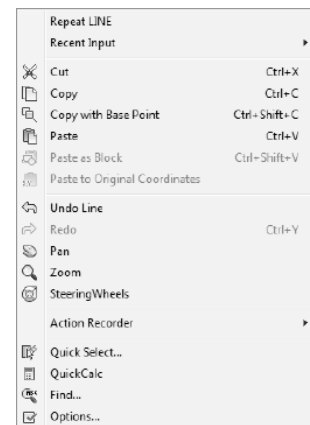 Repeat LINE
Recent Input
Cut Ctrl+X
Copy Ctrl+C
Copy with Base Point Ctrl+Shift+C
Paste Ctrl+V
Paste as Block Ctrl+Shift+V
Paste to Original Coordinates
Undo Line
Redo Ctrl+Y
Pan
Zoom
SteeringWheels
Action Recorder
Quick Select...
QuickCalc
Find...
Options...